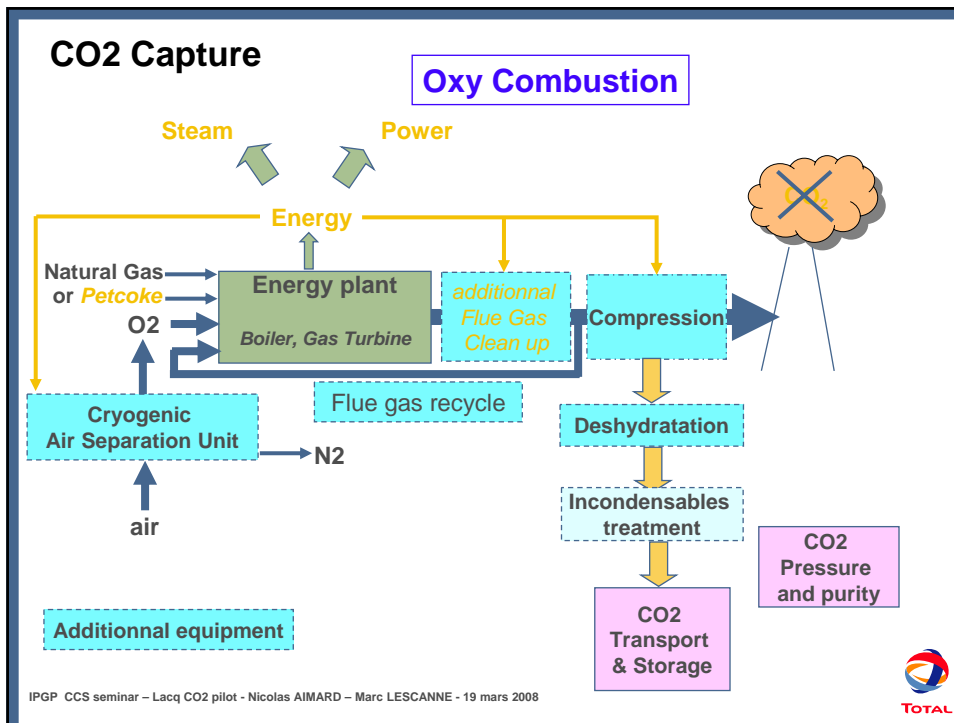 CO2 Capture
Oxy Combustion
Steam
Power
CO2
Energy
Natural Gas
or Petcoke
O2
Energy plant
Boiler, Gas Turbine
additionnal
Flue Gas
Clean up
Compression
Flue gas recycle
Cryogenic
Air Separation Unit
N2
air
Deshydratation
Incondensables
treatment
CO2
Pressure
and purity
CO2
Transport
& Storage
Additionnal equipment
IPGP CCS seminar – Lacq CO2 pilot - Nicolas AIMARD – Marc LESCANNE - 19 mars 2008
TOTAL